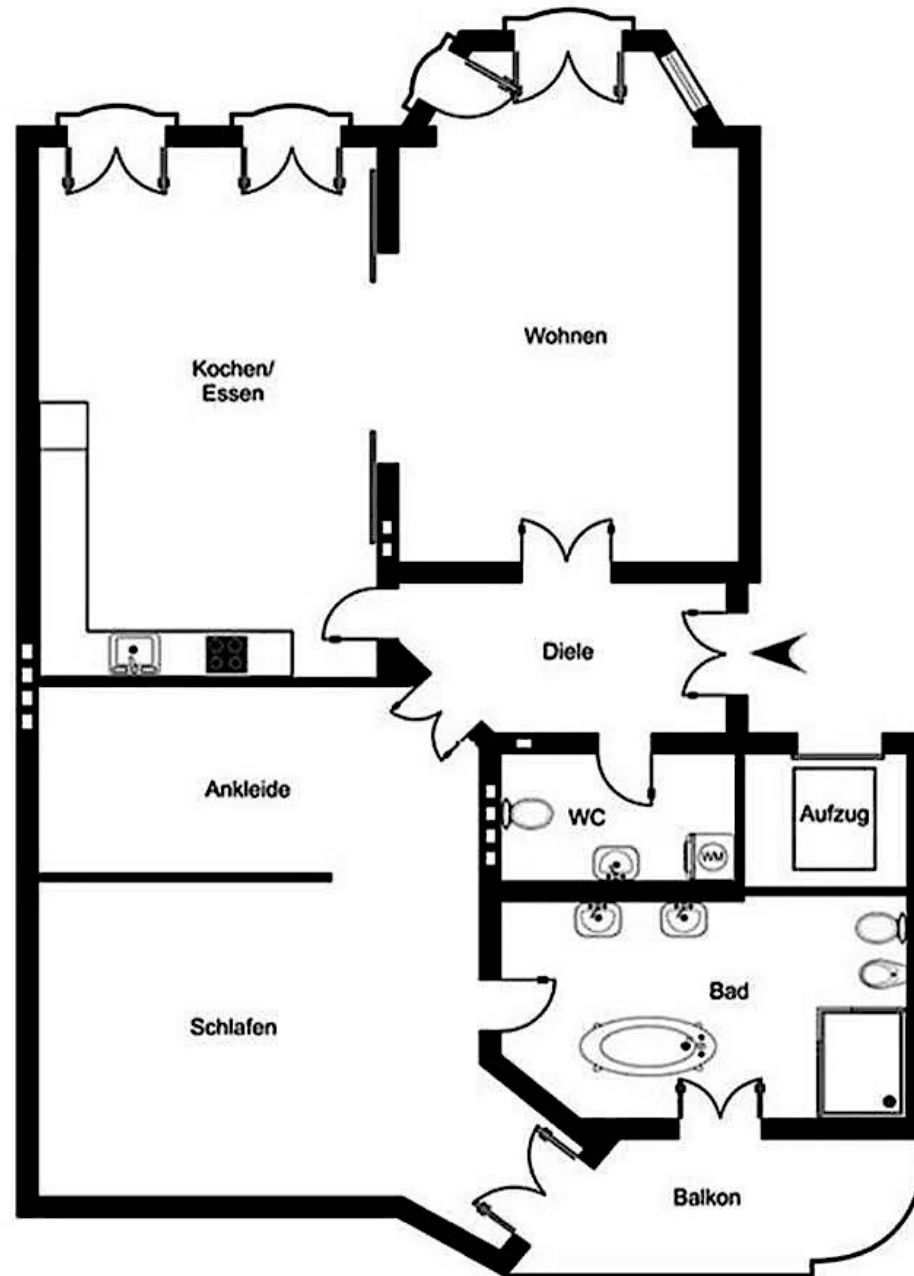 Wohnen
Kochen/
Essen
Diele
Ankleide
WC
WM
Aufzug
Bad
Schlafen
Balkon